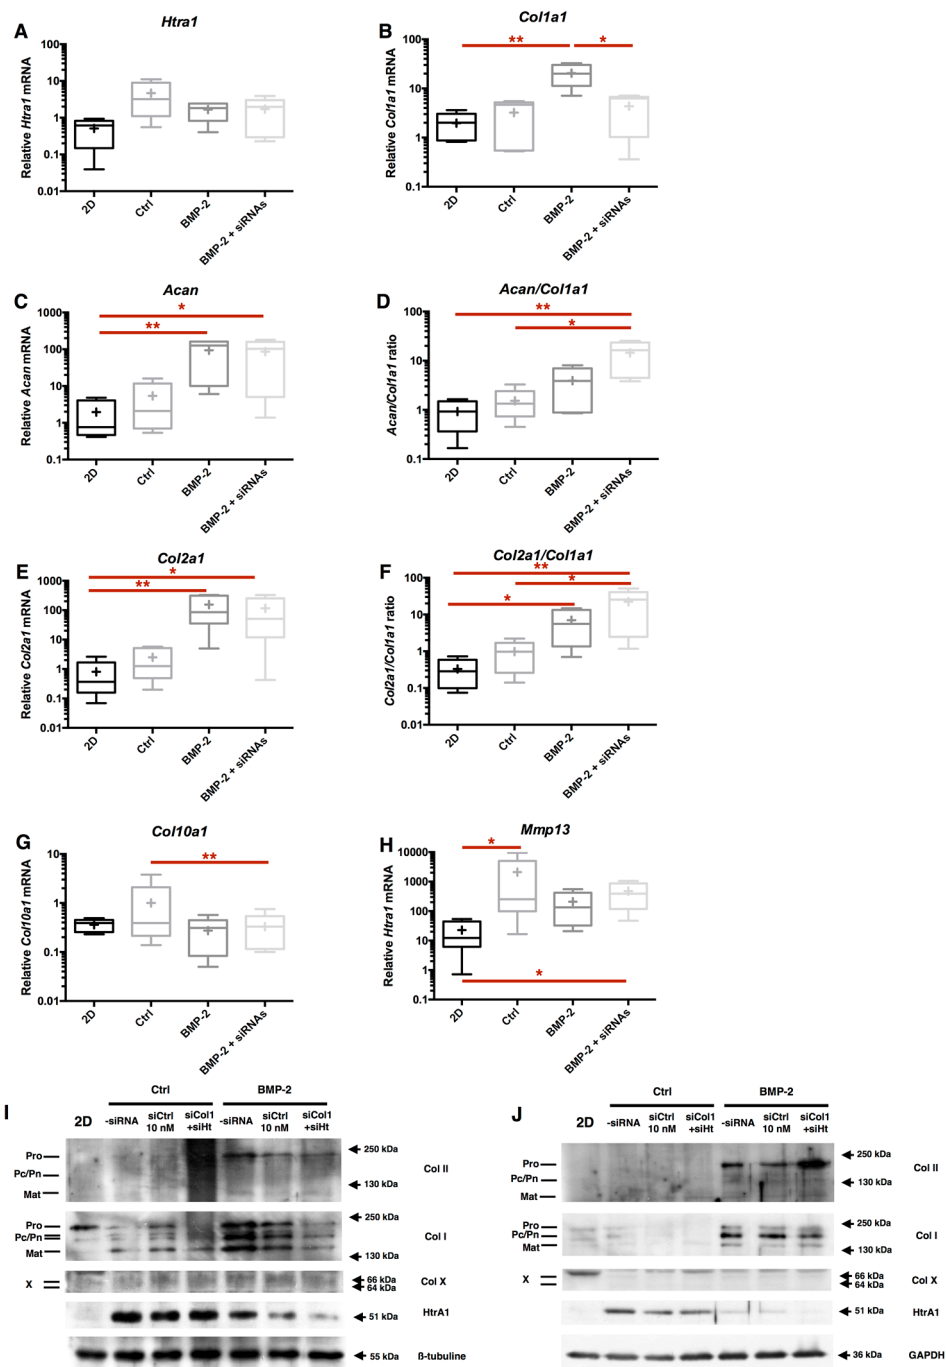 A
Htra1
Relative Htra1 mRNA
100
10
1
0.1
0.01
2D
Ctrl
BMP-2
BMP-2 + siRNAs
B
Col1a1
**
*
Relative Col1a1 mRNA
100
10
1
0.1
2D
Ctrl
BMP-2
BMP-2 + siRNAs
C
Acan
*
**
Relative Acan mRNA
1000
100
10
1
0.1
2D
Ctrl
BMP-2
BMP-2 + siRNAs
D
Acan/Col1a1
**
*
Acan/Col1a1 ratio
100
10
1
0.1
2D
Ctrl
BMP-2
BMP-2 + siRNAs
E
Col2a1
*
**
Relative Col2a1 mRNA
1000
100
10
1
0.1
0.01
2D
Ctrl
BMP-2
BMP-2 + siRNAs
F
Col2a1/Col1a1
**
*
*
Col2a1/Col1a1 ratio
100
10
1
0.1
0.01
2D
Ctrl
BMP-2
BMP-2 + siRNAs
G
Col10a1
**
Relative Col10a1 mRNA
10
1
0.1
0.01
2D
Ctrl
BMP-2
BMP-2 + siRNAs
H
Mmp13
*
*
Relative Htra1 mRNA
10000
1000
100
10
1
0.1
2D
Ctrl
BMP-2
BMP-2 + siRNAs
I
Ctrl BMP-2
2D -siRNA siCtrl 10 nM siCol1 +siHt -siRNA siCtrl 10 nM siCol1 +siHt
Pro 250 kDa
Col II
Pc/Pn
130 kDa
Mat
Pro 250 kDa
Pc/Pn Col I
Mat 130 kDa
X 66 kDa Col X
64 kDa
51 kDa HtrA1
55 kDa ß-tubuline
J
Ctrl BMP-2
2D -siRNA siCtrl 10 nM siCol1 +siHt -siRNA siCtrl 10 nM siCol1 +siHt
Pro 250 kDa
Col II
Pc/Pn 130 kDa
Mat
Pro 250 kDa
Pc/Pn Col I
Mat 130 kDa
X 66 kDa Col X
64 kDa
51 kDa HtrA1
36 kDa GAPDH